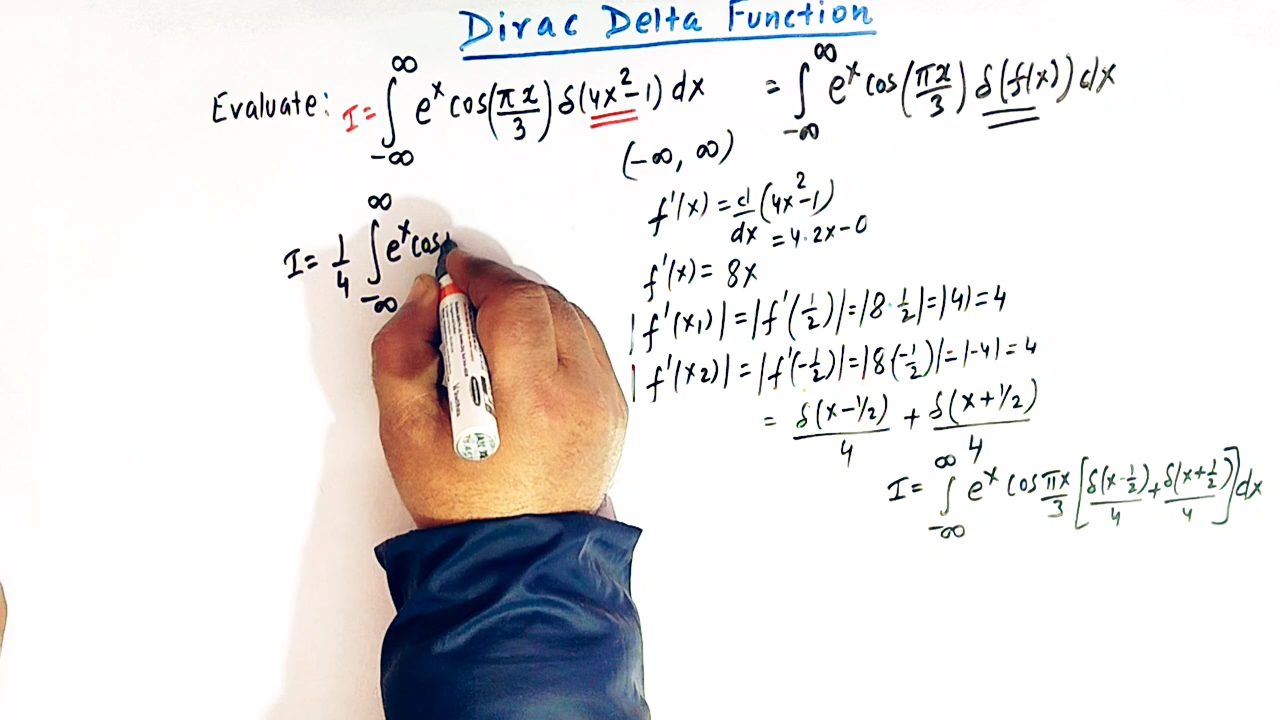 Dirac Delta Function
Evaluate: I = ∫_{-∞}^{∞} e^x cos(πx/3) δ(4x²-1) dx = ∫_{-∞}^{∞} e^x cos(πx/3) δ(f(x)) dx
(-∞, ∞)
f'(x) = d/dx (4x²-1)
= 4·2x-0
I = 1/4 ∫_{-∞}^{∞} e^x cos
f'(x) = 8x
|f'(x1)| = |f'(1/2)| = |8·1/2| = |4| = 4
|f'(x2)| = |f'(-1/2)| = |8(-1/2)| = |-4| = 4
= δ(x-1/2)/4 + δ(x+1/2)/4
I = ∫_{-∞}^{∞} e^x cos πx/3 [δ(x-1/2)/4 + δ(x+1/2)/4] dx